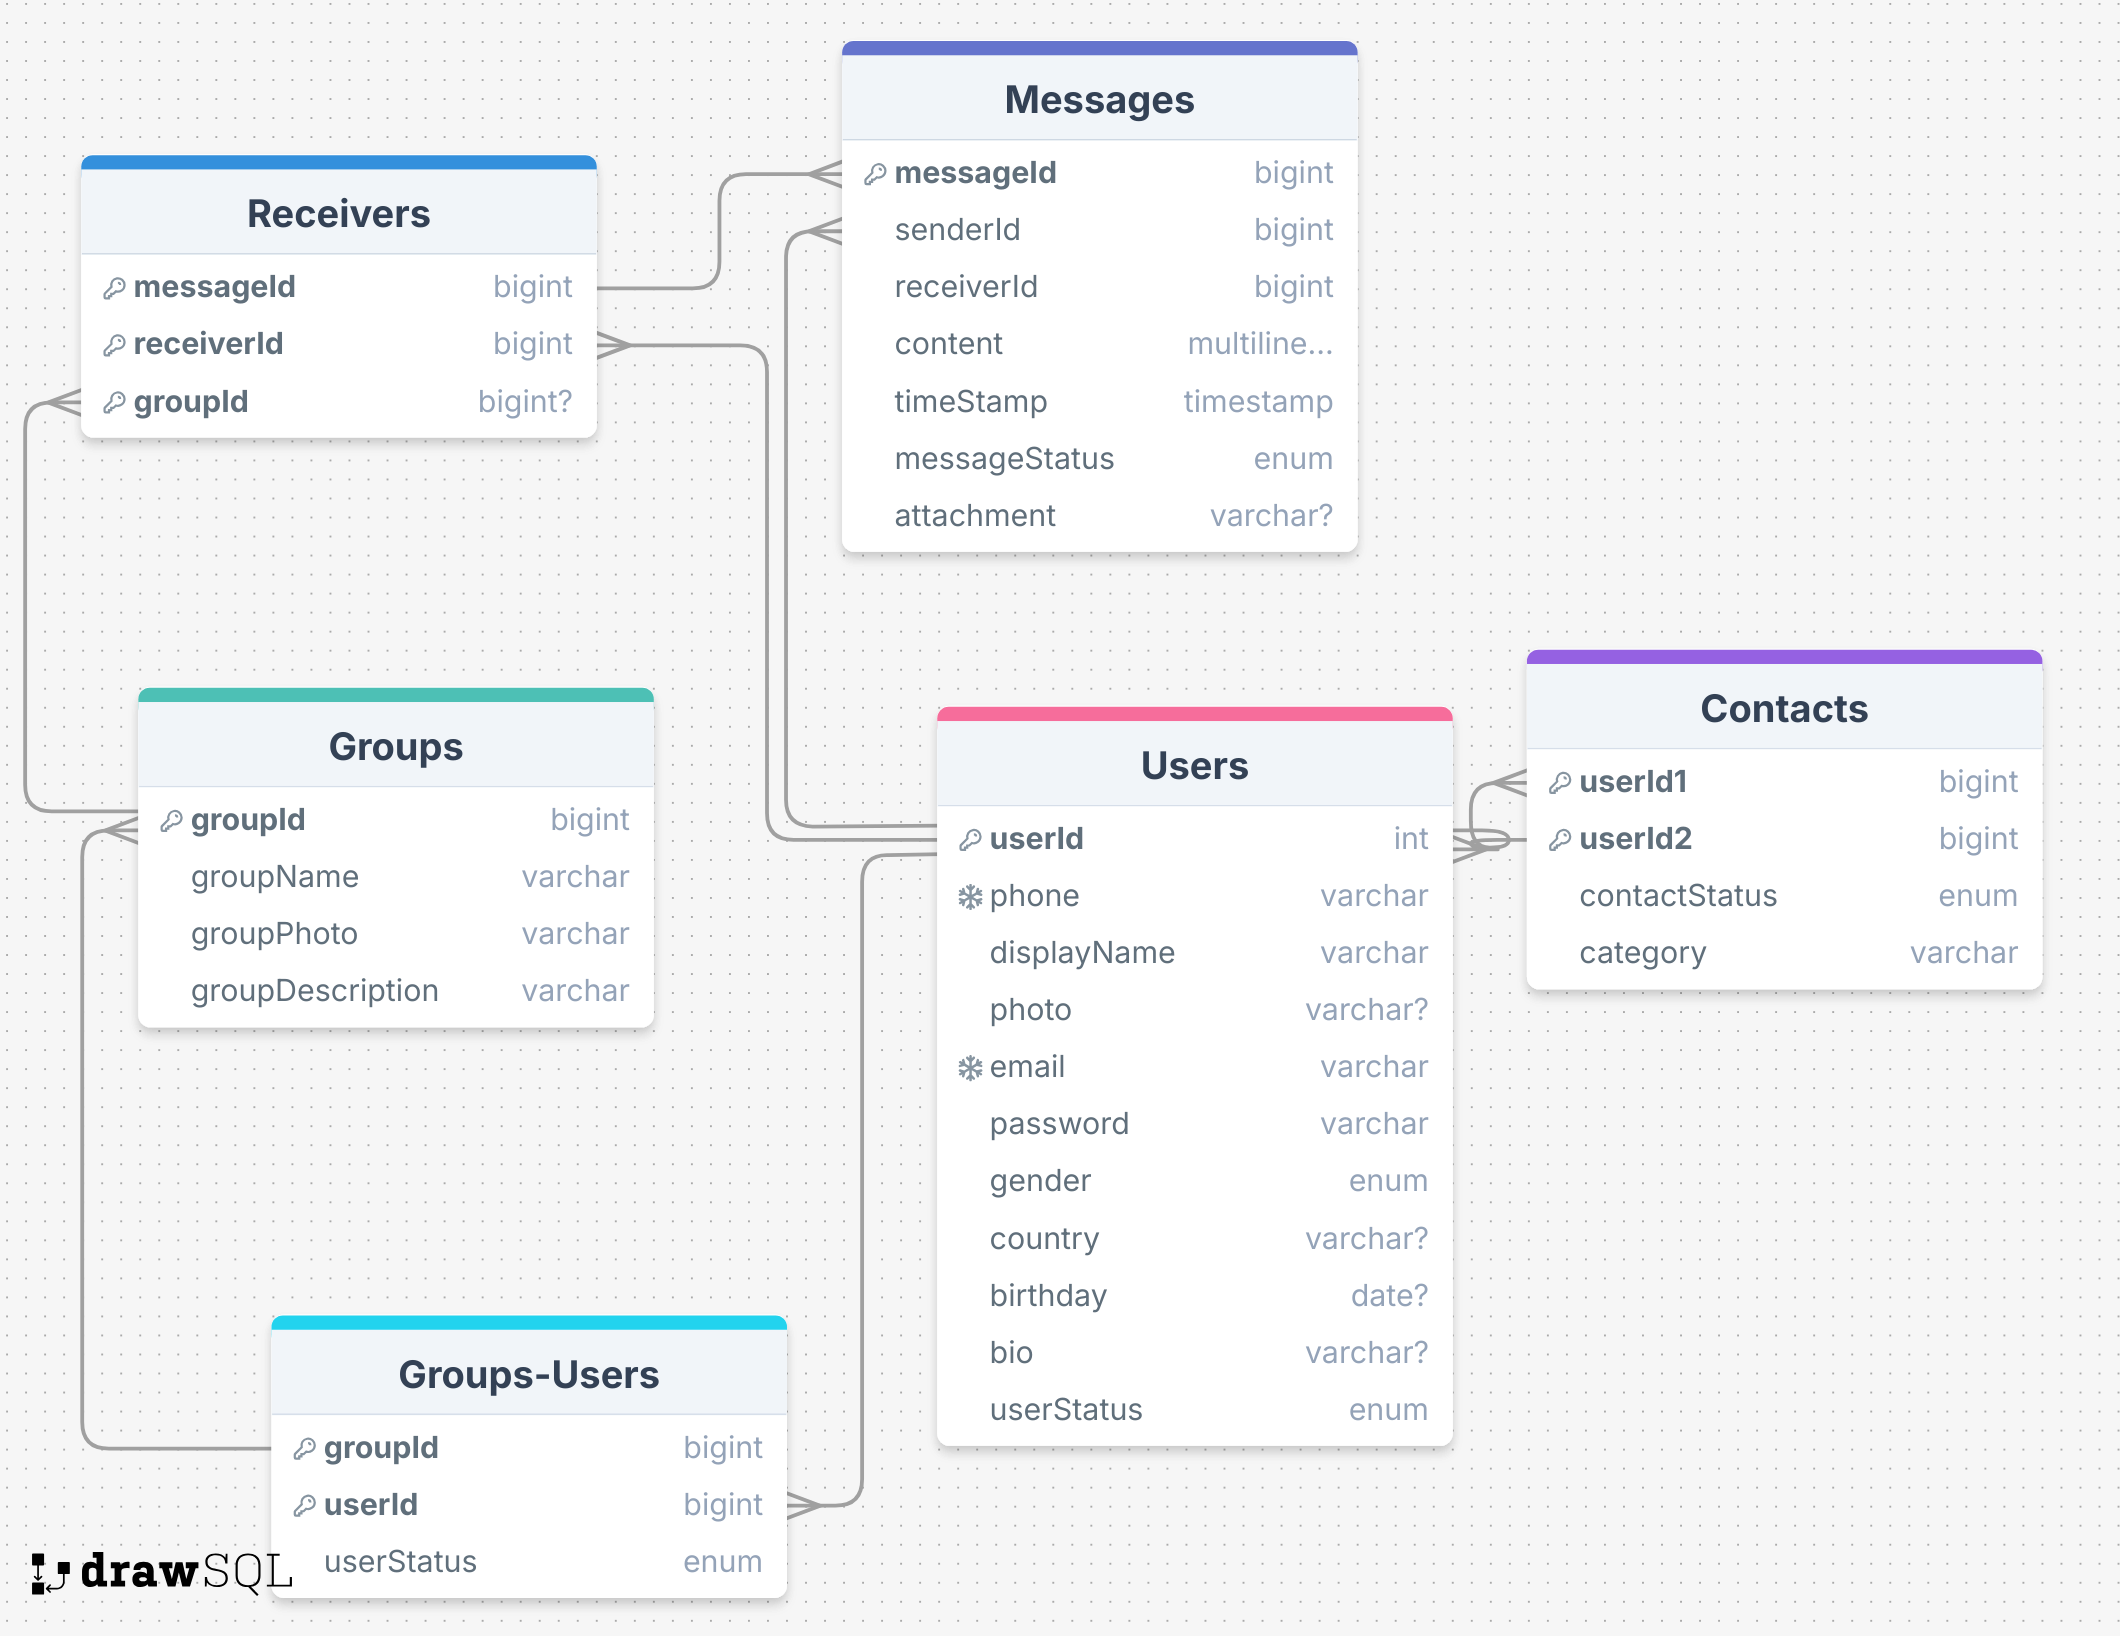 Messages
messageId bigint
senderId bigint
receiverId bigint
content multiline...
timeStamp timestamp
messageStatus enum
attachment varchar?
Receivers
messageId bigint
receiverId bigint
groupId bigint?
Groups
groupId bigint
groupName varchar
groupPhoto varchar
groupDescription varchar
Users
userId int
phone varchar
displayName varchar
photo varchar?
email varchar
password varchar
gender enum
country varchar?
birthday date?
bio varchar?
userStatus enum
Contacts
userId1 bigint
userId2 bigint
contactStatus enum
category varchar
Groups-Users
groupId bigint
userId bigint
userStatus enum
drawSQL